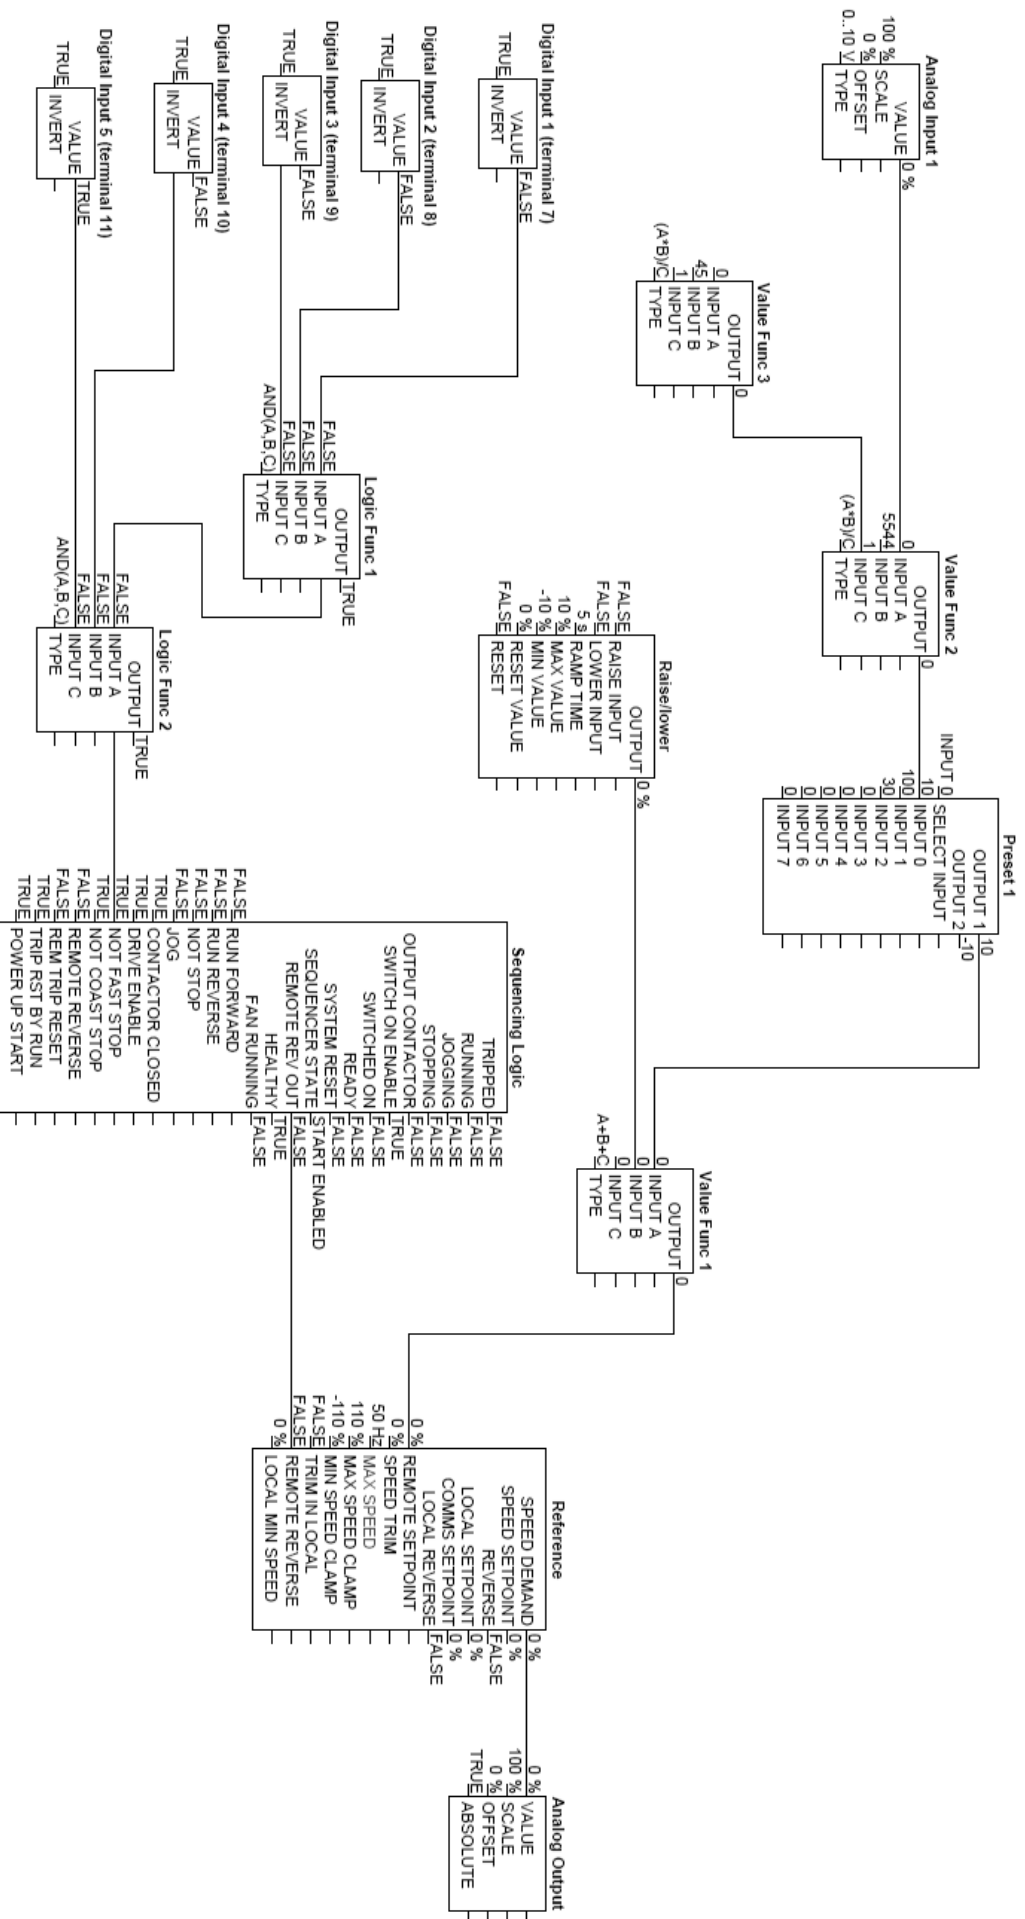 Analog Input 1
VALUE 0 %
100 % SCALE
0 % OFFSET
0..10 V TYPE
Value Func 3
OUTPUT 0
0 INPUT A
45 INPUT B
1 INPUT C
(A*B)/C TYPE
Value Func 2
OUTPUT 0
0 INPUT A
5544 INPUT B
1 INPUT C
(A*B)/C TYPE
Preset 1
OUTPUT 1 10
OUTPUT 2 -10
INPUT 0 SELECT INPUT
10 INPUT 0
100 INPUT 1
30 INPUT 2
0 INPUT 3
0 INPUT 4
0 INPUT 5
0 INPUT 6
0 INPUT 7
Raise/lower
OUTPUT 0 %
FALSE RAISE INPUT
FALSE LOWER INPUT
5 s RAMP TIME
10 % MAX VALUE
-10 % MIN VALUE
0 % RESET VALUE
FALSE RESET
Value Func 1
OUTPUT 0
0 INPUT A
0 INPUT B
0 INPUT C
A+B+C TYPE
Digital Input 1 (terminal 7)
VALUE FALSE
TRUE INVERT
Digital Input 2 (terminal 8)
VALUE FALSE
TRUE INVERT
Digital Input 3 (terminal 9)
VALUE FALSE
TRUE INVERT
Digital Input 4 (terminal 10)
VALUE FALSE
TRUE INVERT
Digital Input 5 (terminal 11)
VALUE TRUE
TRUE INVERT
Logic Func 1
OUTPUT TRUE
FALSE INPUT A
FALSE INPUT B
FALSE INPUT C
AND(A,B,C) TYPE
Logic Func 2
OUTPUT TRUE
FALSE INPUT A
FALSE INPUT B
FALSE INPUT C
AND(A,B,C) TYPE
Sequencing Logic
TRIPPED FALSE
RUNNING FALSE
JOGGING FALSE
STOPPING FALSE
OUTPUT CONTACTOR FALSE
SWITCH ON ENABLE TRUE
SWITCHED ON FALSE
READY FALSE
SYSTEM RESET FALSE
SEQUENCER STATE START ENABLED
REMOTE REV OUT FALSE
HEALTHY TRUE
FAN RUNNING FALSE
FALSE RUN FORWARD
FALSE RUN REVERSE
FALSE NOT STOP
FALSE JOG
TRUE CONTACTOR CLOSED
TRUE DRIVE ENABLE
TRUE NOT FAST STOP
TRUE NOT COAST STOP
FALSE REMOTE REVERSE
FALSE REM TRIP RESET
TRUE TRIP RST BY RUN
TRUE POWER UP START
Reference
SPEED DEMAND 0 %
SPEED SETPOINT 0 %
REVERSE FALSE
LOCAL SETPOINT 0 %
COMMS SETPOINT 0 %
LOCAL REVERSE FALSE
0 % REMOTE SETPOINT
0 % SPEED TRIM
50 Hz MAX SPEED
110 % MAX SPEED CLAMP
-110 % MIN SPEED CLAMP
FALSE TRIM IN LOCAL
FALSE REMOTE REVERSE
0 % LOCAL MIN SPEED
Analog Output
0 % VALUE
100 % SCALE
0 % OFFSET
TRUE ABSOLUTE